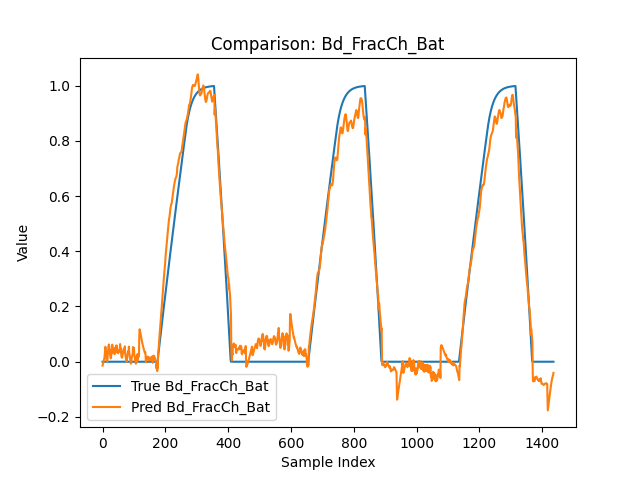 Comparison: Bd_FracCh_Bat
Value
1.0
0.8
0.6
0.4
0.2
0.0
−0.2
True Bd_FracCh_Bat
Pred Bd_FracCh_Bat
0 200 400 600 800 1000 1200 1400
Sample Index